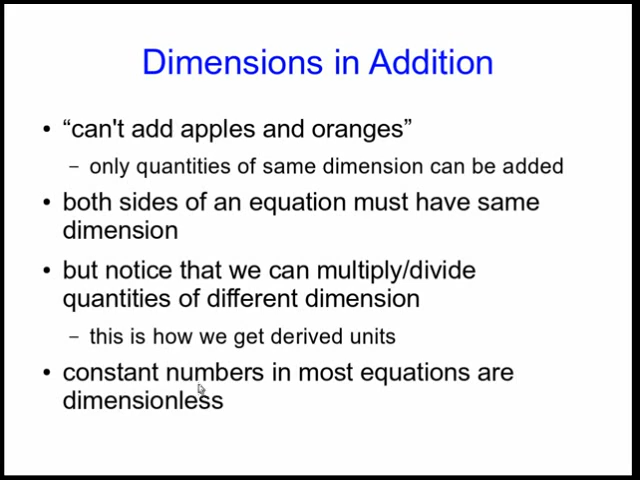 Dimensions in Addition
• “can't add apples and oranges”
– only quantities of same dimension can be added
• both sides of an equation must have same
dimension
• but notice that we can multiply/divide
quantities of different dimension
– this is how we get derived units
• constant numbers in most equations are
dimensionless